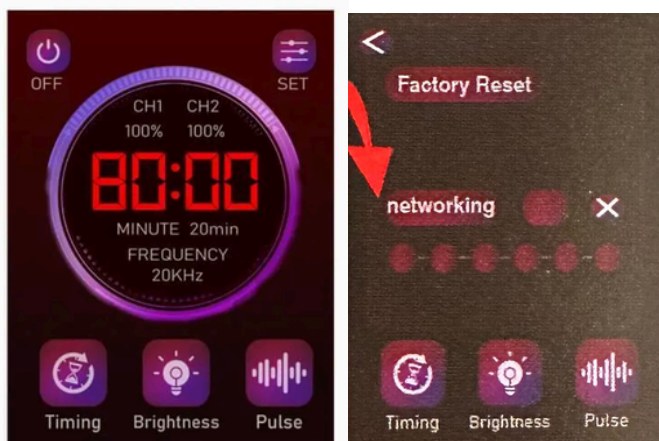 OFF
SET
CH1 CH2
100% 100%
80:00
MINUTE 20min
FREQUENCY
20KHz
Timing Brightness Pulse
Factory Reset
networking
Timing Brightness Pulse